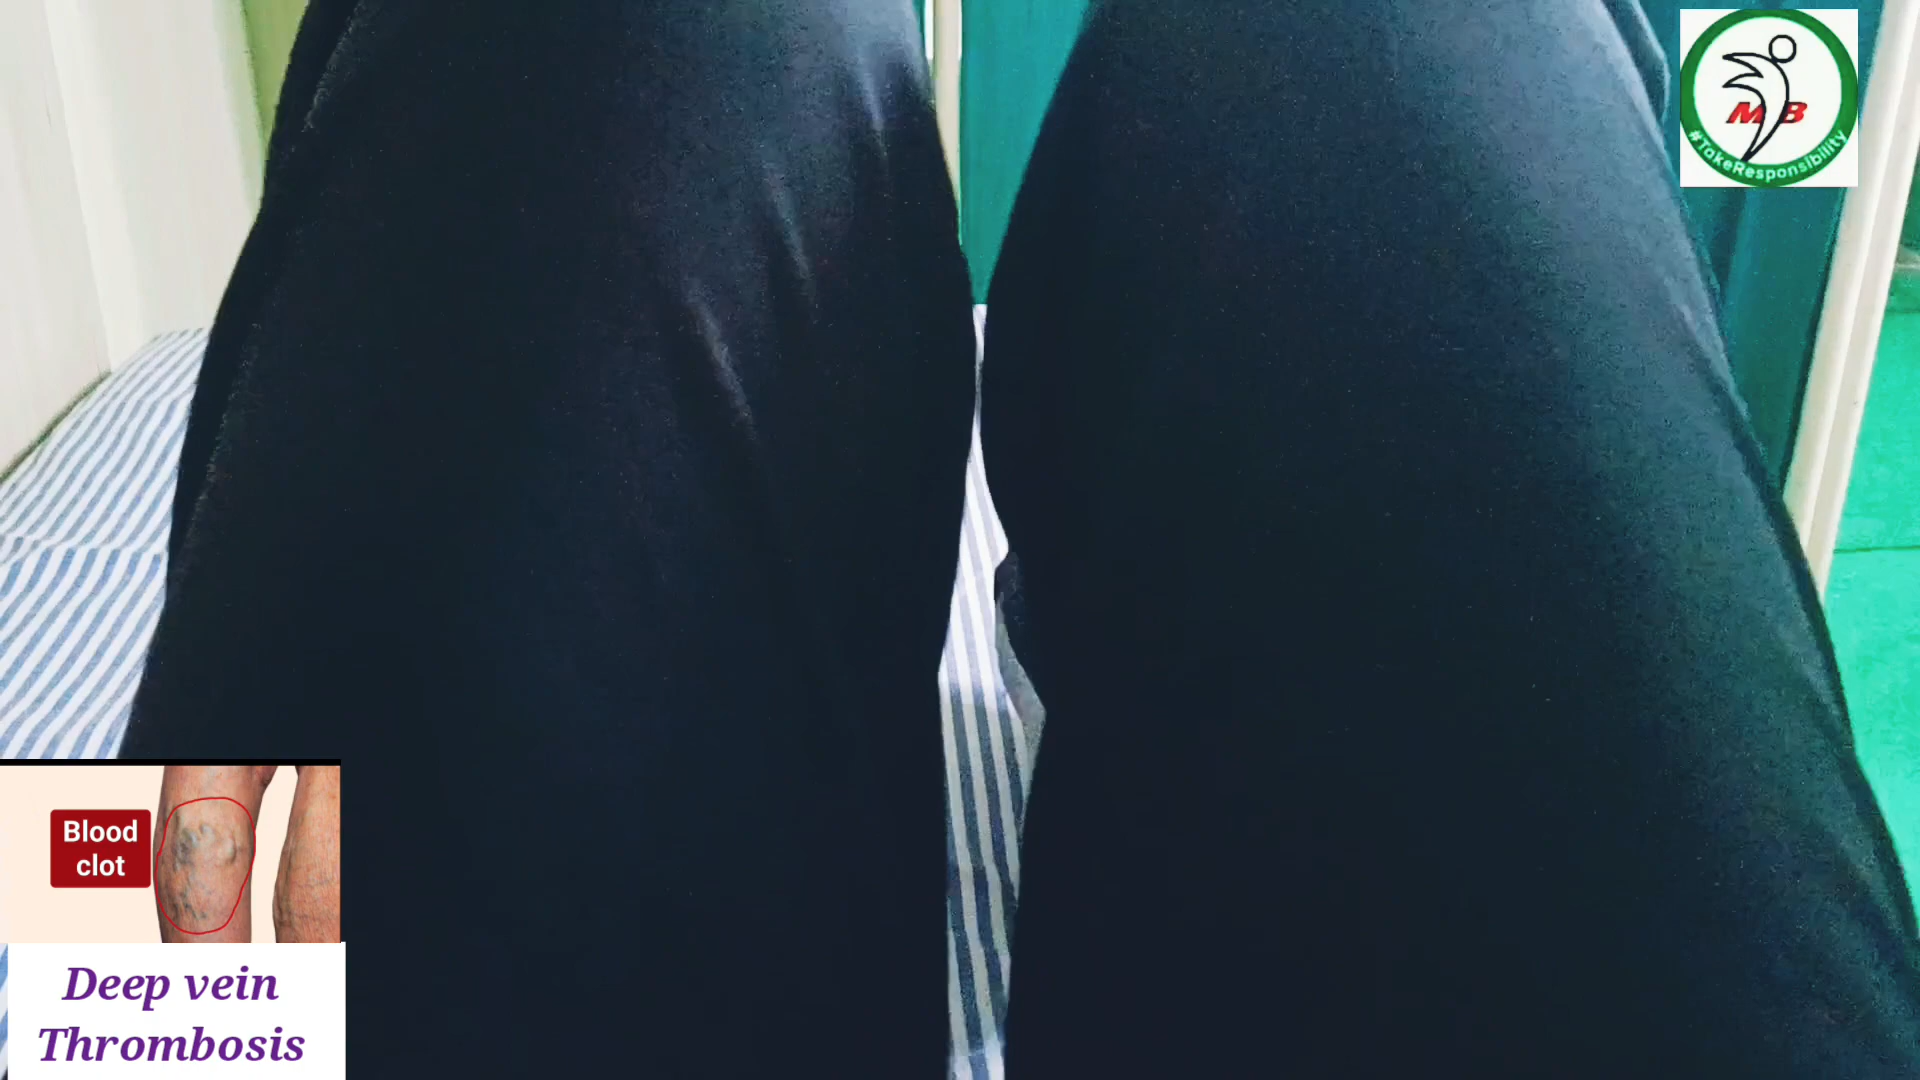 MB
#TakeResponsibility
Blood
clot
Deep vein
Thrombosis